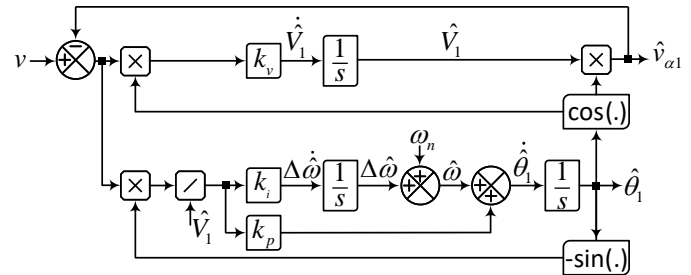 v + − × k_v \dot{\hat{V}}_1 1/s \hat{V}_1 × \hat{v}_{α1}
cos(.)
ω_n
× / k_i Δ\dot{\hat{ω}} 1/s Δ\hat{ω} + + \hat{ω} + + \dot{\hat{θ}}_1 1/s \hat{θ}_1
\hat{V}_1 k_p -sin(.)